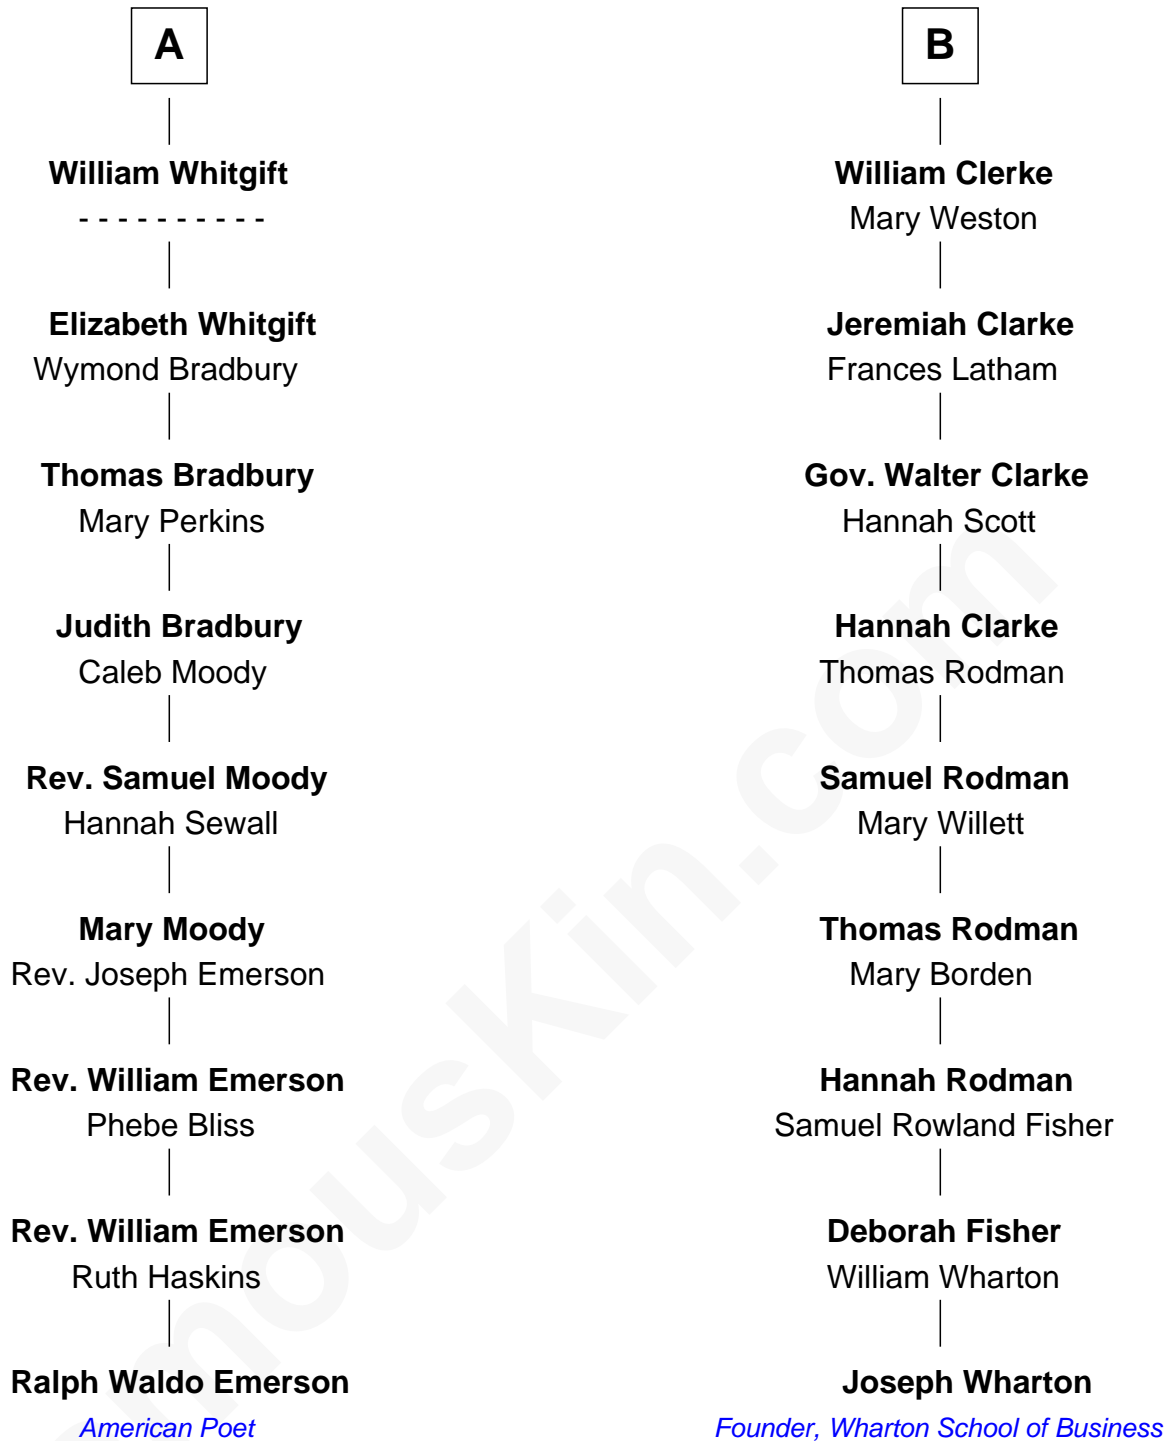 A
William Whitgift
- - - - - - - - - -
Elizabeth Whitgift
Wymond Bradbury
Thomas Bradbury
Mary Perkins
Judith Bradbury
Caleb Moody
Rev. Samuel Moody
Hannah Sewall
Mary Moody
Rev. Joseph Emerson
Rev. William Emerson
Phebe Bliss
Rev. William Emerson
Ruth Haskins
Ralph Waldo Emerson
American Poet
B
William Clerke
Mary Weston
Jeremiah Clarke
Frances Latham
Gov. Walter Clarke
Hannah Scott
Hannah Clarke
Thomas Rodman
Samuel Rodman
Mary Willett
Thomas Rodman
Mary Borden
Hannah Rodman
Samuel Rowland Fisher
Deborah Fisher
William Wharton
Joseph Wharton
Founder, Wharton School of Business
mousKin.com